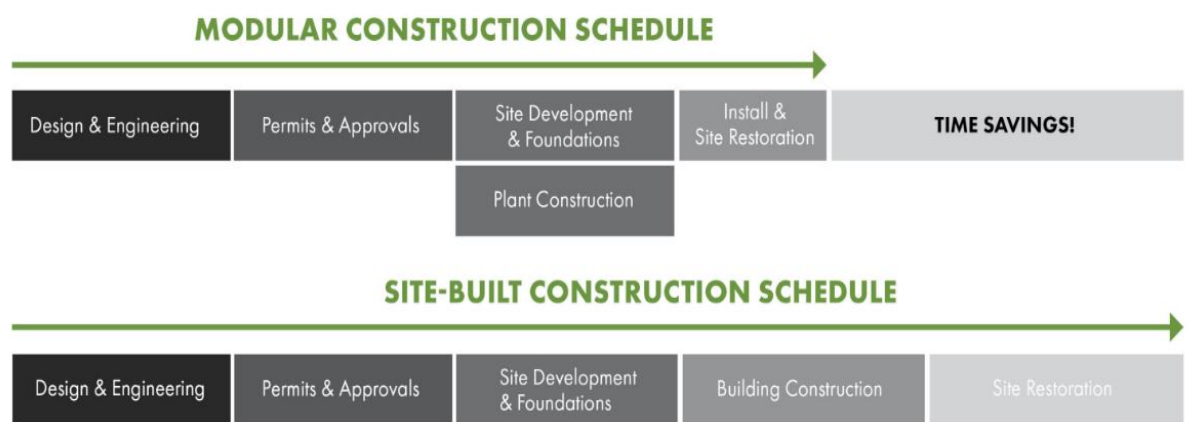 MODULAR CONSTRUCTION SCHEDULE
Design & Engineering
Permits & Approvals
Site Development
& Foundations
Install &
Site Restoration
TIME SAVINGS!
Plant Construction
SITE-BUILT CONSTRUCTION SCHEDULE
Design & Engineering
Permits & Approvals
Site Development
& Foundations
Building Construction
Site Restoration